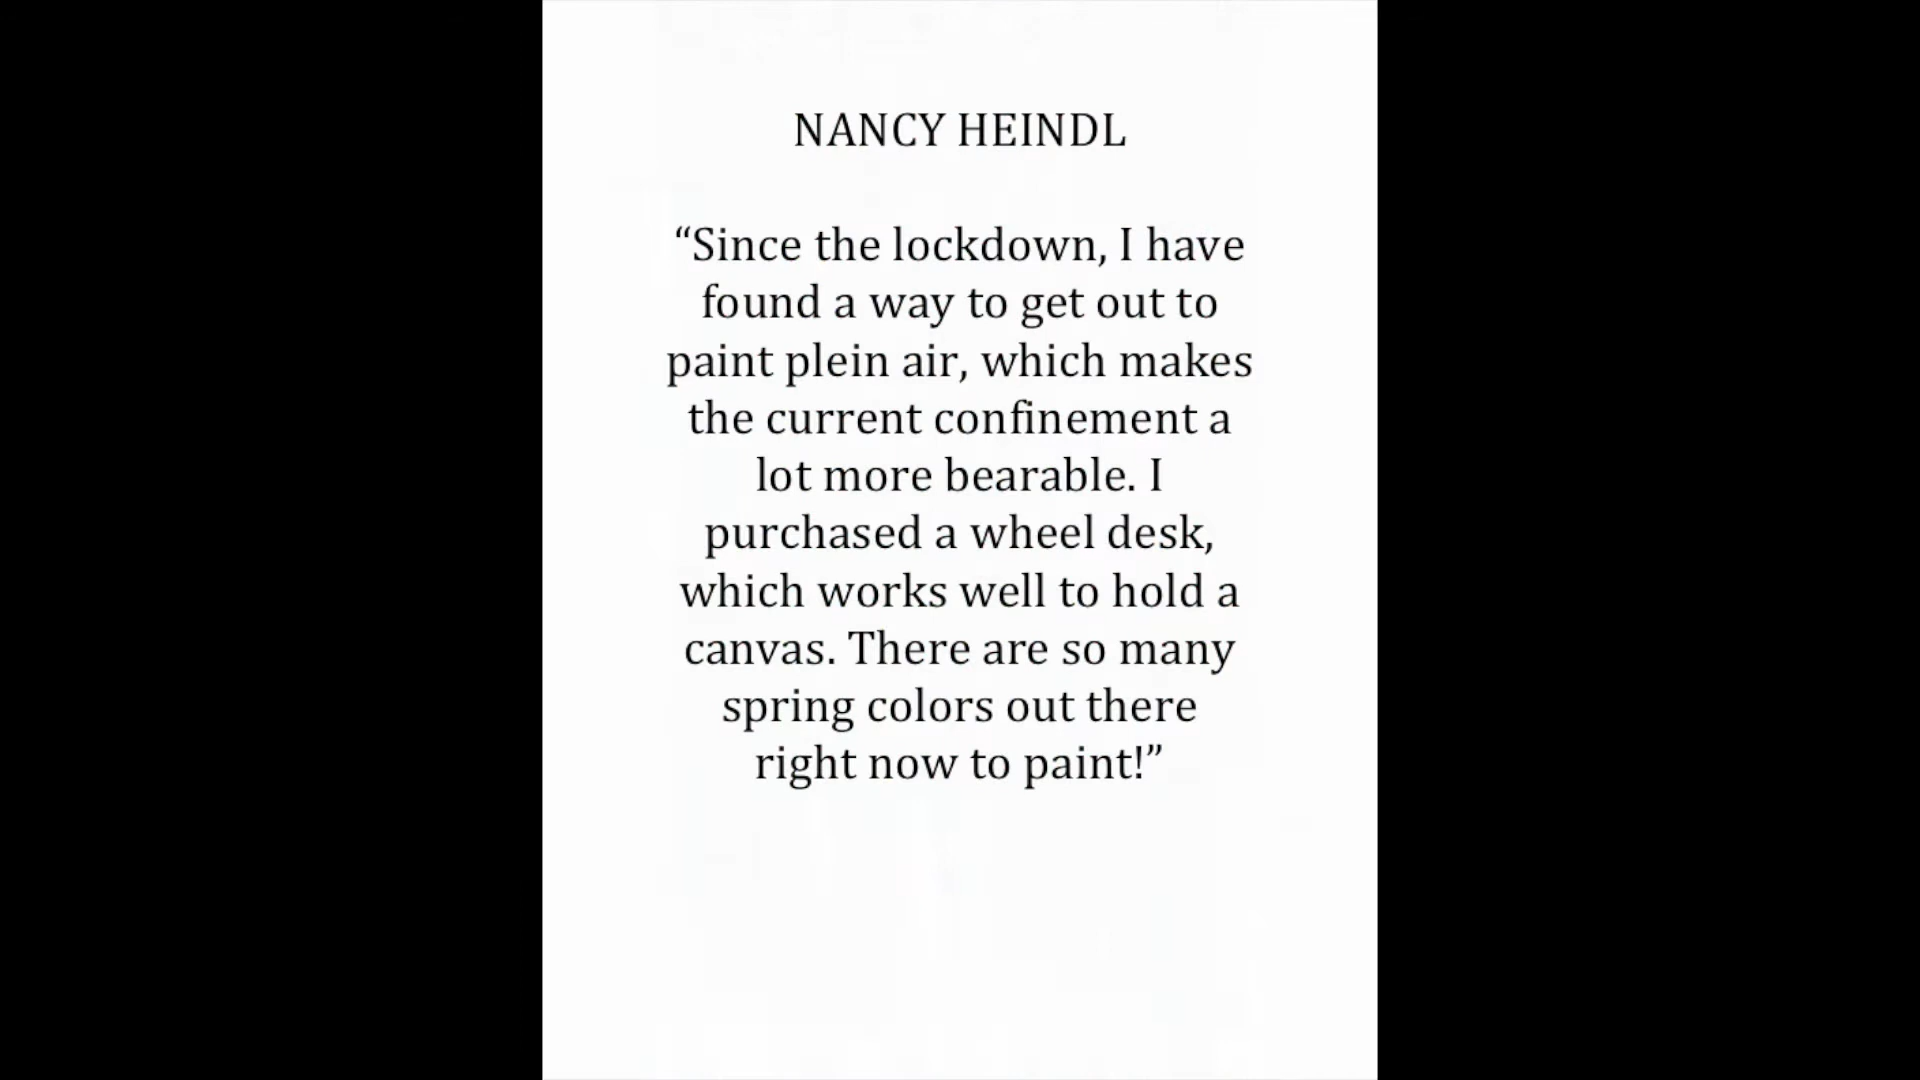 NANCY HEINDL
“Since the lockdown, I have
found a way to get out to
paint plein air, which makes
the current confinement a
lot more bearable. I
purchased a wheel desk,
which works well to hold a
canvas. There are so many
spring colors out there
right now to paint!”